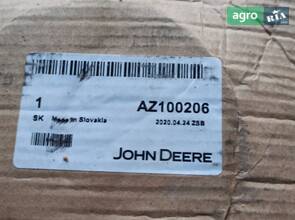 agro RIA
1 AZ100206
SK Made in Slovakia 2020.04.24 ZSB
JOHN DEERE